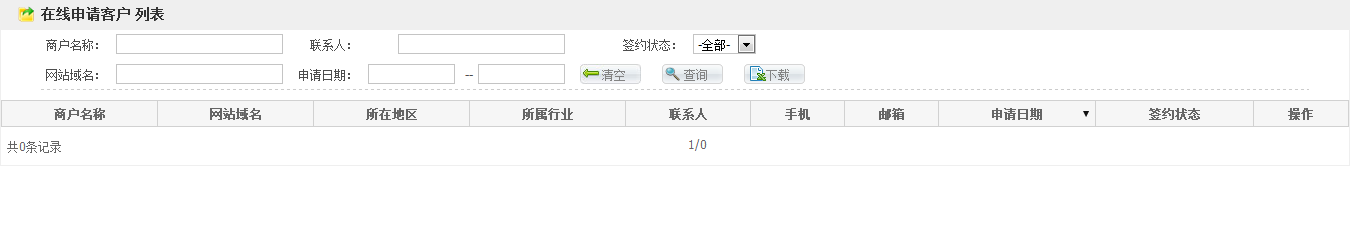 在线申请客户 列表
商户名称： 联系人： 签约状态： -全部-
网站域名： 申请日期： -- 清空 查询 下载
商户名称 网站域名 所在地区 所属行业 联系人 手机 邮箱 申请日期 ▼ 签约状态 操作
共0条记录 1/0